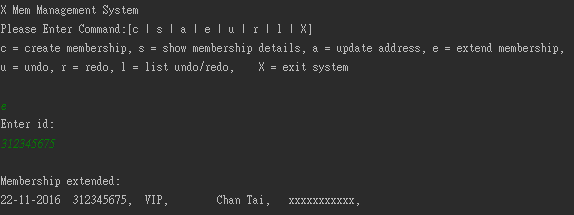 X Mem Management System
Please Enter Command:[c | s | a | e | u | r | l | X]
c = create membership, s = show membership details, a = update address, e = extend membership,
u = undo, r = redo, l = list undo/redo,    X = exit system
e
Enter id:
312345675
Membership extended:
22-11-2016  312345675,  VIP,        Chan Tai,   xxxxxxxxxxx,